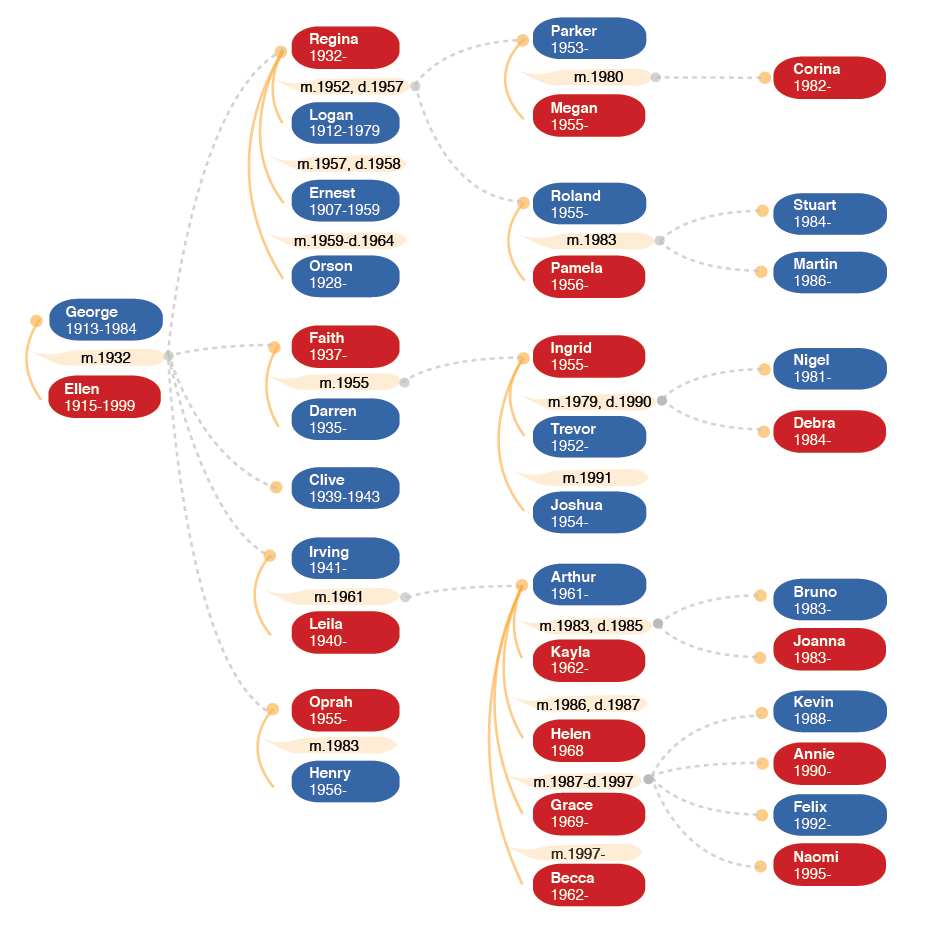 George
1913-1984
m.1932
Ellen
1915-1999
Regina
1932-
m.1952, d.1957
Logan
1912-1979
m.1957, d.1958
Ernest
1907-1959
m.1959-d.1964
Orson
1928-
Faith
1937-
m.1955
Darren
1935-
Clive
1939-1943
Irving
1941-
m.1961
Leila
1940-
Oprah
1955-
m.1983
Henry
1956-
Parker
1953-
m.1980
Megan
1955-
Roland
1955-
m.1983
Pamela
1956-
Ingrid
1955-
m.1979, d.1990
Trevor
1952-
m.1991
Joshua
1954-
Arthur
1961-
m.1983, d.1985
Kayla
1962-
m.1986, d.1987
Helen
1968
m.1987-d.1997
Grace
1969-
m.1997-
Becca
1962-
Corina
1982-
Stuart
1984-
Martin
1986-
Nigel
1981-
Debra
1984-
Bruno
1983-
Joanna
1983-
Kevin
1988-
Annie
1990-
Felix
1992-
Naomi
1995-